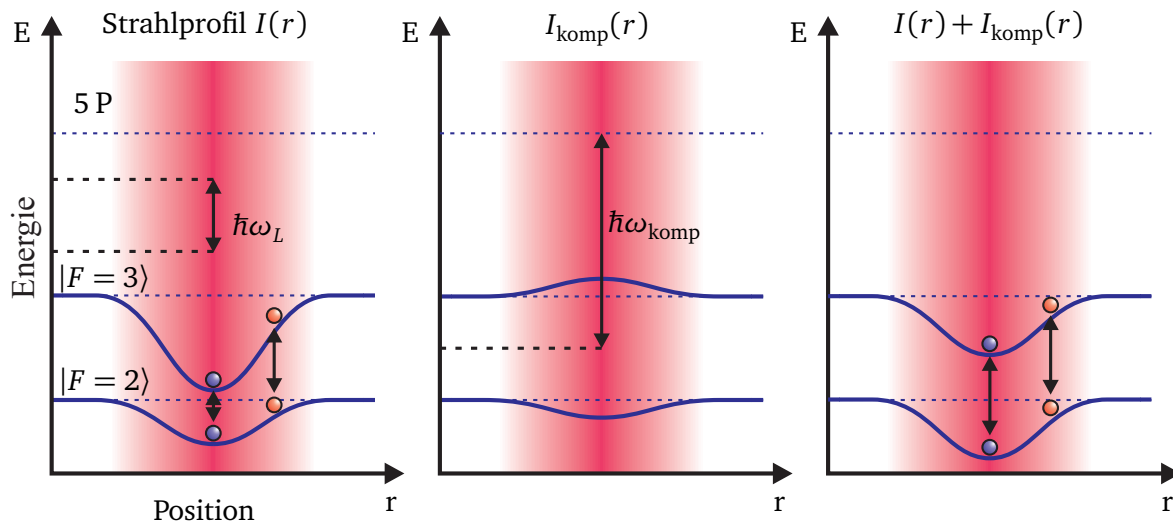 E
Strahlprofil I(r)
5 P
ħω_L
|F = 3⟩
|F = 2⟩
Energie
Position
r
E
I_komp(r)
ħω_komp
r
E
I(r) + I_komp(r)
r